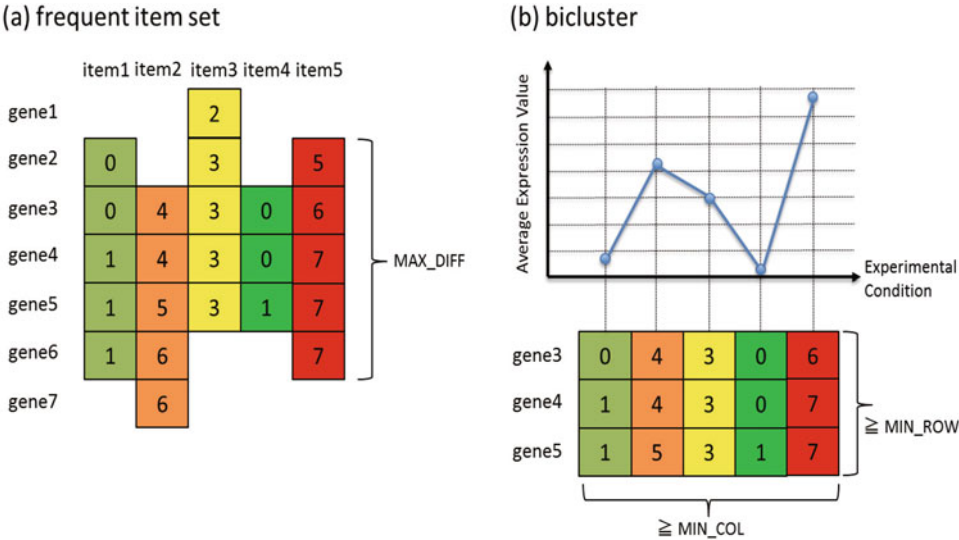 (a) frequent item set
item1 item2 item3 item4 item5
gene1 2
gene2 0 3 5
gene3 0 4 3 0 6
gene4 1 4 3 0 7
gene5 1 5 3 1 7
gene6 1 6 7
gene7 6
MAX_DIFF
(b) bicluster
Average Expression Value
Experimental
Condition
gene3 0 4 3 0 6
gene4 1 4 3 0 7
gene5 1 5 3 1 7
≧ MIN_ROW
≧ MIN_COL